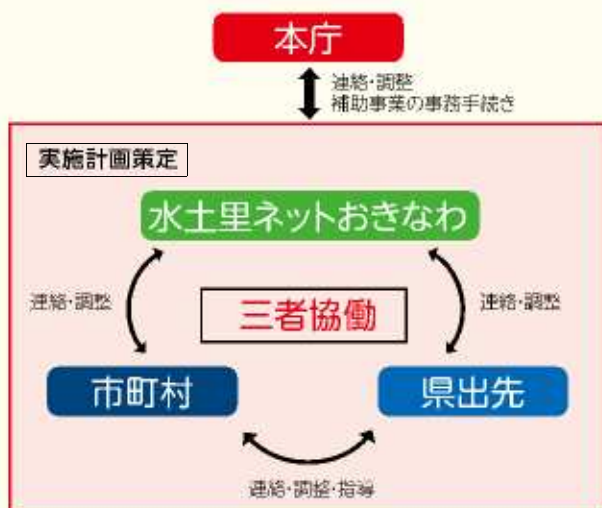 本庁
連絡・調整
補助事業の事務手続き
実施計画策定
水土里ネットおきなわ
連絡・調整
三者協働
連絡・調整
市町村
県出先
連絡・調整・指導